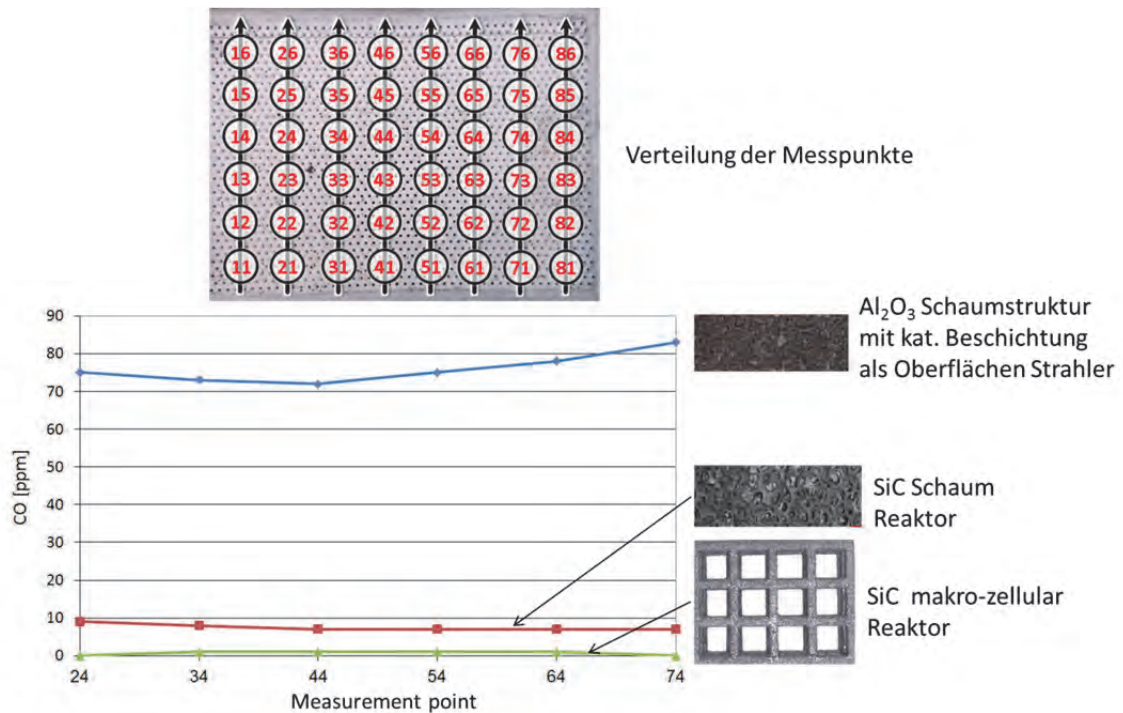 16 26 36 46 56 66 76 86
15 25 35 45 55 65 75 85
14 24 34 44 54 64 74 84
13 23 33 43 53 63 73 83
12 22 32 42 52 62 72 82
11 21 31 41 51 61 71 81
Verteilung der Messpunkte
90
80
70
60
50
40
30
20
10
0
CO [ppm]
24 34 44 54 64 74
Measurement point
Al₂O₃ Schaumstruktur
mit kat. Beschichtung
als Oberflächen Strahler
SiC Schaum
Reaktor
SiC makro-zellular
Reaktor